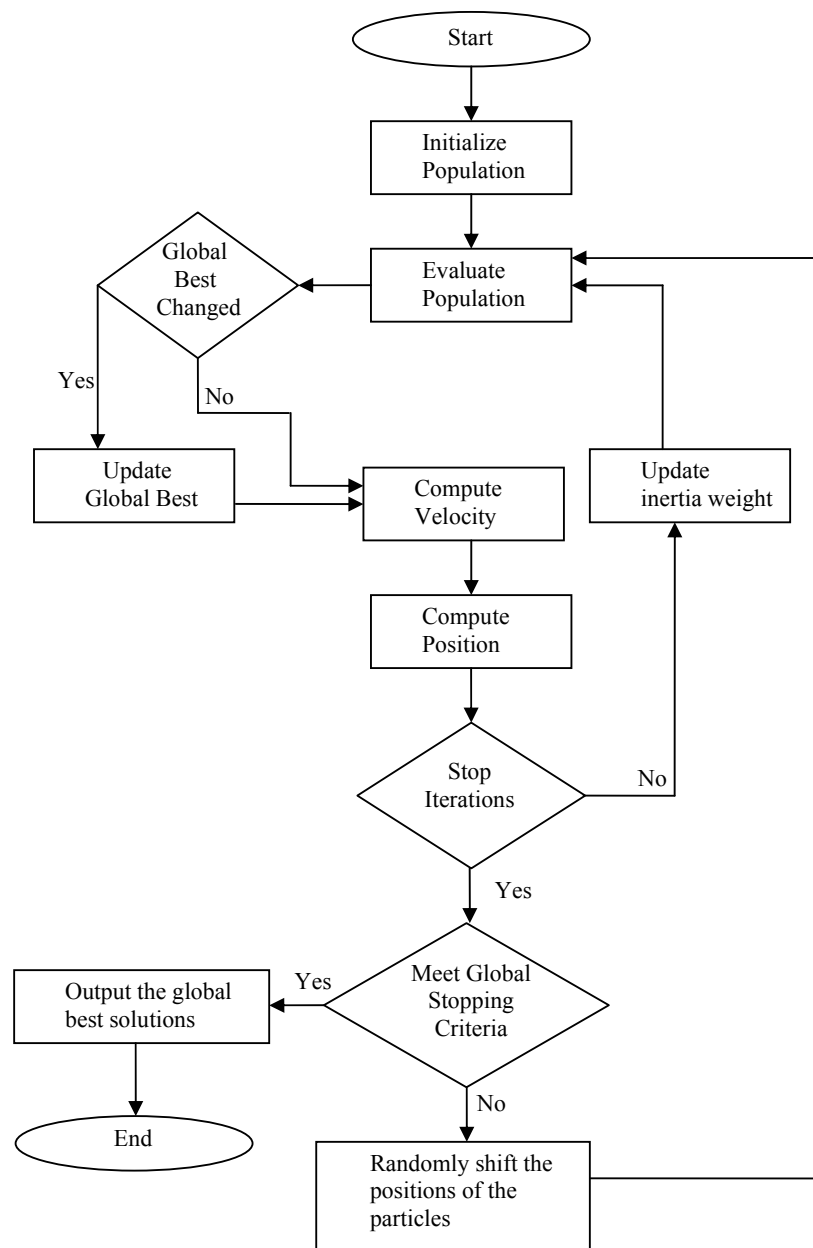 Start
Initialize
Population
Global
Best
Changed
Evaluate
Population
Yes
No
Update
Global Best
Compute
Velocity
Update
inertia weight
Compute
Position
Stop
Iterations
No
Yes
Meet Global
Stopping
Criteria
Yes
Output the global
best solutions
No
End
Randomly shift the
positions of the
particles